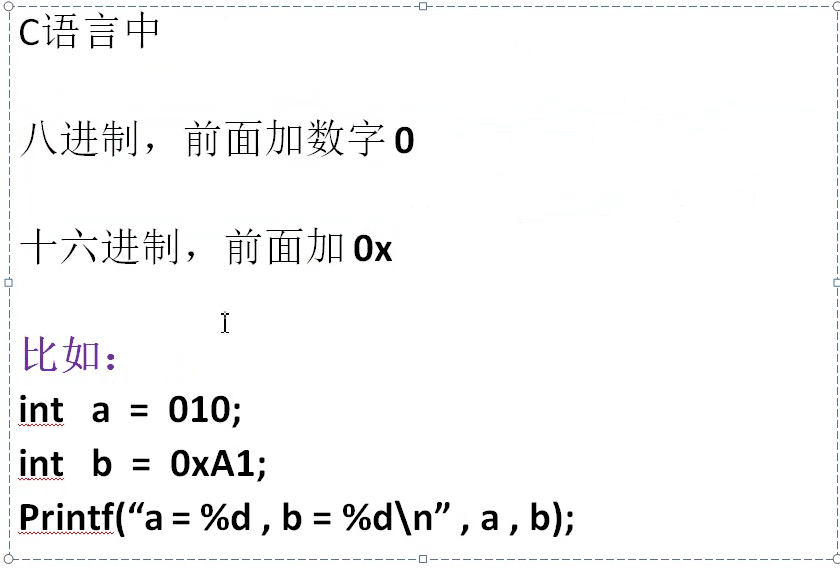 C语言中
八进制，前面加数字 0
十六进制，前面加 0x
比如：
int a = 010;
int b = 0xA1;
Printf(“a = %d , b = %d\n” , a , b);